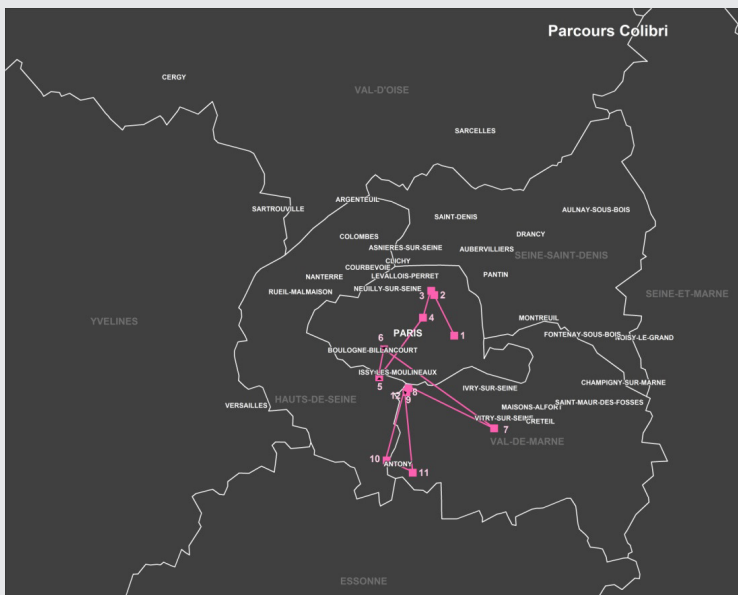 Parcours Colibri
CERGY
VAL-D'OISE
SARCELLES
ARGENTEUIL
SARTROUVILLE
SAINT-DENIS
AULNAY-SOUS-BOIS
COLOMBES
DRANCY
ASNIERES-SUR-SEINE
AUBERVILLIERS
SEINE-SAINT-DENIS
CLICHY
COURBEVOIE
NANTERRE
LEVALLOIS-PERRET
PANTIN
RUEIL-MALMAISON
NEUILLY-SUR-SEINE
3
2
SEINE-ET-MARNE
YVELINES
4
MONTREUIL
PARIS
1
FONTENAY-SOUS-BOIS
NOISY-LE-GRAND
6
BOULOGNE-BILLANCOURT
ISSY-LES-MOULINEAUX
5
IVRY-SUR-SEINE
CHAMPIGNY-SUR-MARNE
12
8
9
HAUTS-DE-SEINE
VERSAILLES
MAISONS-ALFORT
SAINT-MAUR-DES-FOSSES
VITRY-SUR-SEINE
CRETEIL
7
VAL-DE-MARNE
10
ANTONY
11
ESSONNE